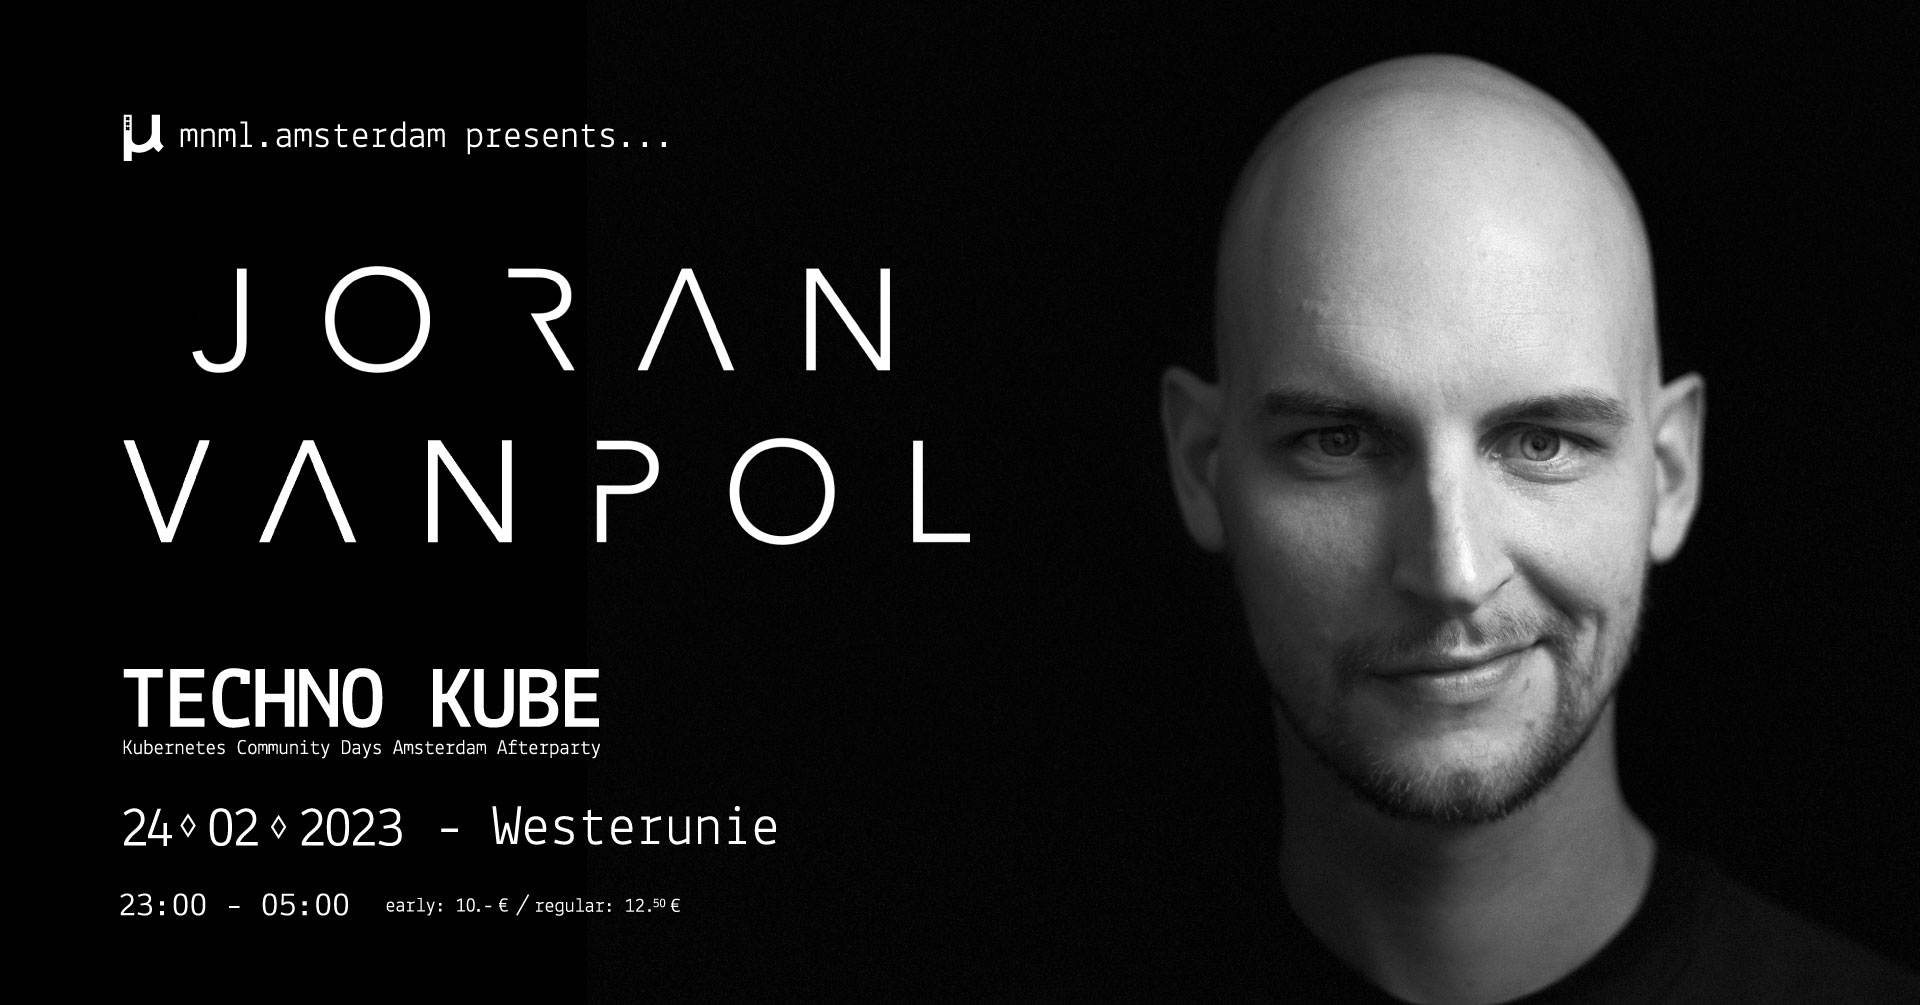 µ mnml.amsterdam presents...
JORAN
VANPOL
TECHNO KUBE
Kubernetes Community Days Amsterdam Afterparty
24◊02◊2023 - Westerunie
23:00 - 05:00 early: 10.-€ / regular: 12.⁵⁰€